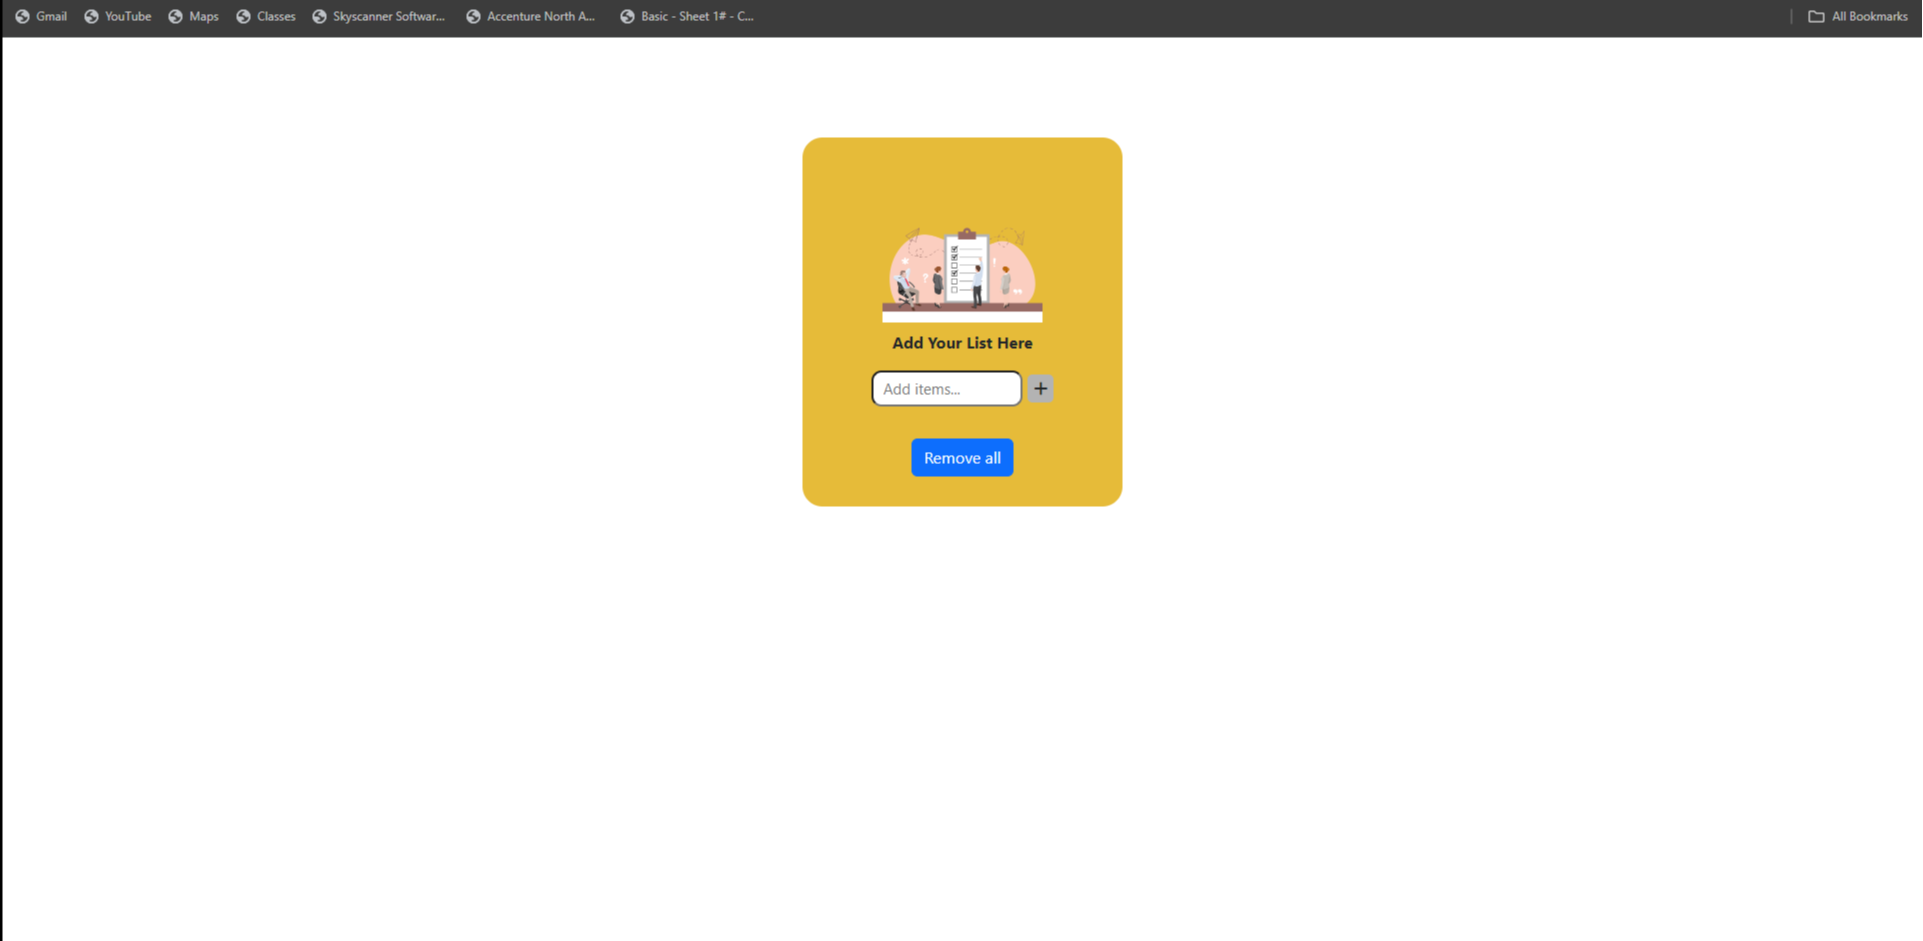 Gmail YouTube Maps Classes Skyscanner Softwar... Accenture North A... Basic - Sheet 1# - C... All Bookmarks
Add Your List Here
Add items... +
Remove all